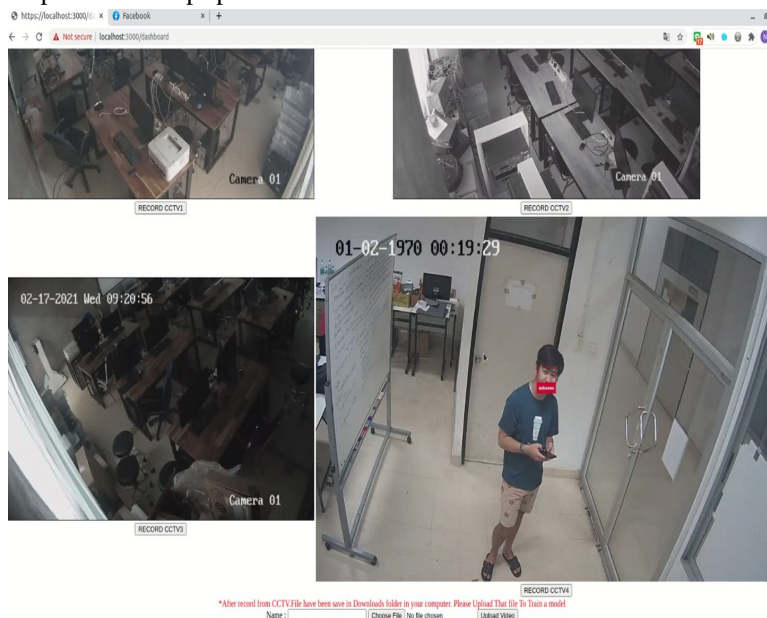 https://localhost:3000/d
Facebook
Not secure | localhost:3000/dashboard
Camera 01
Camera 01
RECORD CCTV1
RECORD CCTV2
01-02-1970 00:19:29
02-17-2021 Wed 09:20:56
Camera 01
RECORD CCTV3
RECORD CCTV4
*After record from CCTV.File have been save in Downloads folder in your computer. Please Upload That file To Train a model
Name : Choose File No file chosen Upload Video